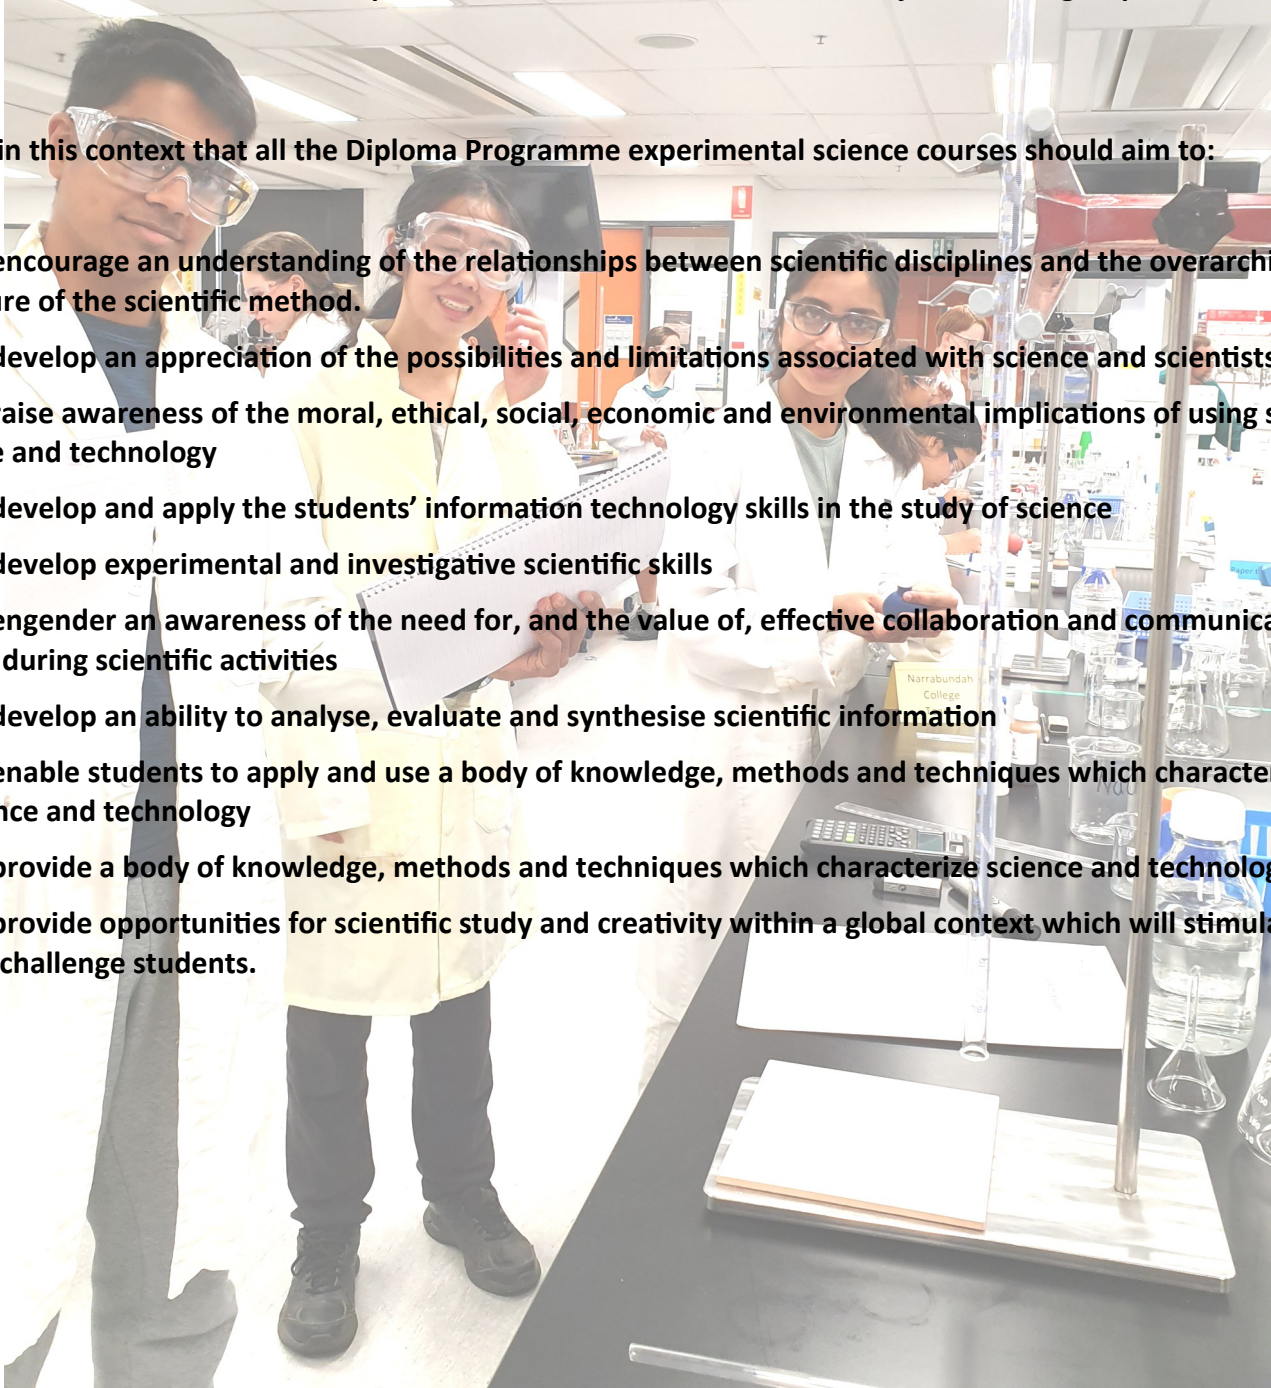 in this context that all the Diploma Programme experimental science courses should aim to:
encourage an understanding of the relationships between scientific disciplines and the overarchi
re of the scientific method.
develop an appreciation of the possibilities and limitations associated with science and scientists
aise awareness of the moral, ethical, social, economic and environmental implications of using s
e and technology
develop and apply the students’ information technology skills in the study of science
develop experimental and investigative scientific skills
engender an awareness of the need for, and the value of, effective collaboration and communica
during scientific activities
Narrabundah
College
develop an ability to analyse, evaluate and synthesise scientific information
enable students to apply and use a body of knowledge, methods and techniques which character
nce and technology
provide a body of knowledge, methods and techniques which characterize science and technolog
provide opportunities for scientific study and creativity within a global context which will stimula
challenge students.